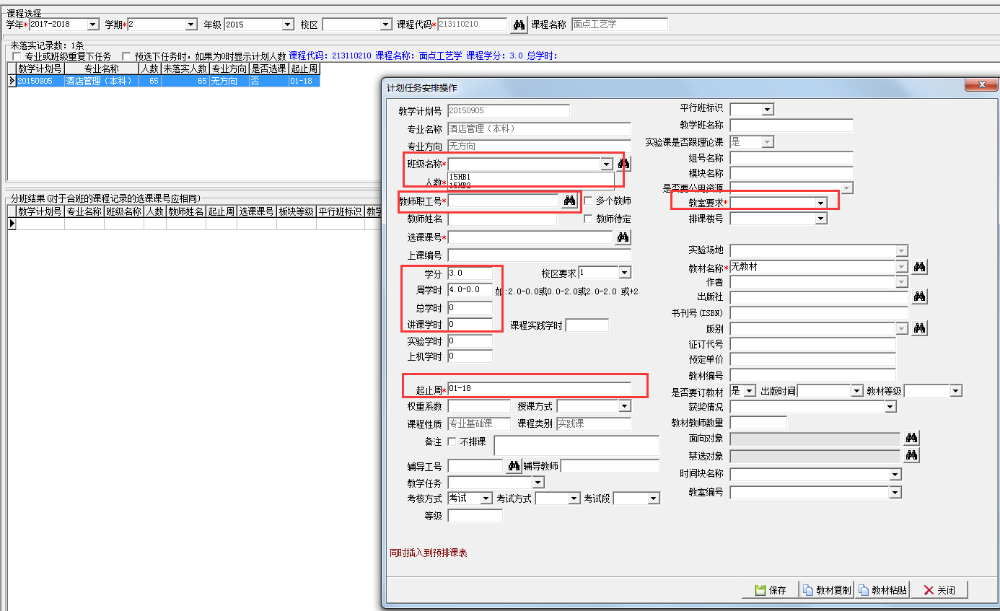 课程选择
学年* 2017-2018 学期* 2 年级 2015 校区 课程代码* 213110210 课程名称 面点工艺学
未落实记录数: 1条
专业或班级重复下任务 预选下任务时，如果为0时显示计划人数 课程代码: 213110210 课程名称: 面点工艺学 课程学分: 3.0 总学时:
教学计划号 专业名称 人数 未落实人数 专业方向 是否选课 起止周
20150905 酒店管理（本科） 65 65 无方向 否 01-18
分班结果(对于合班的课程记录的选课课号应相同)
教学计划号 专业名称 班级名称 人数 教师姓名 起止周 选课课号 板块等级 平行班标识 教学
计划任务安排操作
教学计划号 20150905
专业名称 酒店管理（本科）
专业方向 无方向
班级名称*
15HB1
人数* 15HB2
教师职工号* 多个教师
教师姓名 教师待定
选课课号*
上课编号
学分 3.0 校区要求 1
周学时 4.0-0.0 如:2.0-0.0或0.0-2.0或2.0-2.0 或+2
总学时 0
讲课学时 0 课程实践学时
实验学时 0
上机学时 0
起止周* 01-18
权重系数 授课方式
课程性质 专业基础课 课程类别 实践课
备注 不排课
辅导工号 辅导教师
教学任务
考核方式 考试 考试方式 考试段
等级
同时插入到预排课表
平行班标识
教学班名称
实验课是否跟理论课 是
组号名称
模块名称
是否要公用资源
教室要求*
排课楼号
实验场地
教材名称* 无教材
作者
出版社
书刊号(ISBN)
版别
征订代号
预定单价
教材编号
是否要订教材 是 出版时间 教材等级
获奖情况
教材教师数量
面向对象
禁选对象
时间块名称
教室编号
保存 教材复制 教材粘贴 关闭